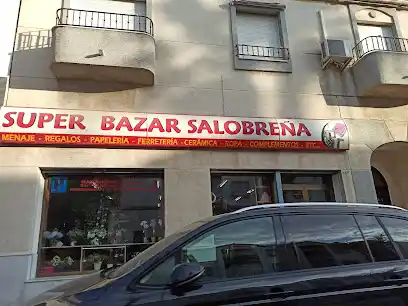 SUPER BAZAR SALOBREÑA
MENAJE - REGALOS - PAPELERÍA - FERRETERÍA - CERÁMICA - ROPA - COMPLEMENTOS - ETC...